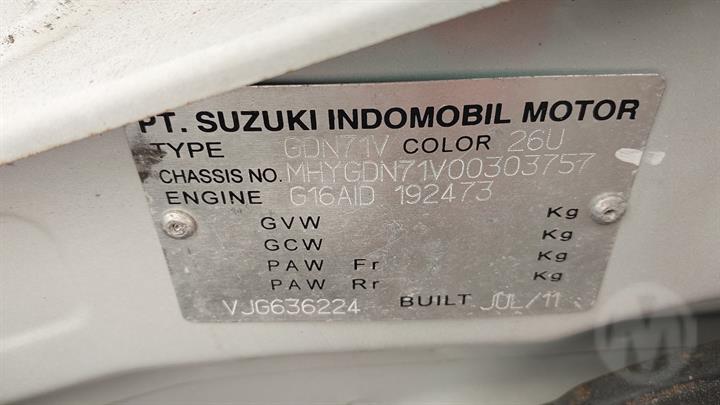 PT. SUZUKI INDOMOBIL MOTOR
TYPE GDN71V COLOR 26U
CHASSIS NO. MHYGDN71V00303757
ENGINE G16AID 192473
GVW Kg
GCW Kg
PAW Fr Kg
PAW Rr Kg
VJG636224 BUILT JUL/11